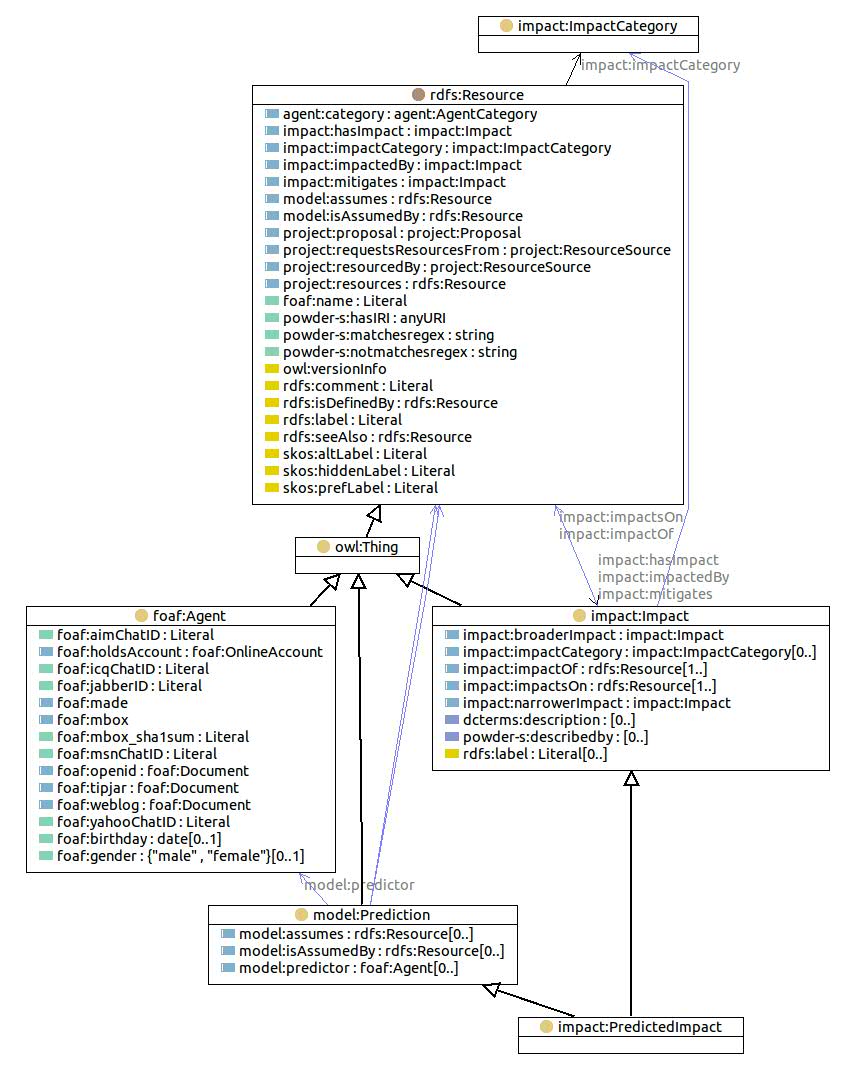 impact:ImpactCategory
impact:impactCategory
rdfs:Resource
agent:category : agent:AgentCategory
impact:hasImpact : impact:Impact
impact:impactCategory : impact:ImpactCategory
impact:impactedBy : impact:Impact
impact:mitigates : impact:Impact
model:assumes : rdfs:Resource
model:isAssumedBy : rdfs:Resource
project:proposal : project:Proposal
project:requestsResourcesFrom : project:ResourceSource
project:resourcedBy : project:ResourceSource
project:resources : rdfs:Resource
foaf:name : Literal
powder-s:hasIRI : anyURI
powder-s:matchesregex : string
powder-s:notmatchesregex : string
owl:versionInfo
rdfs:comment : Literal
rdfs:isDefinedBy : rdfs:Resource
rdfs:label : Literal
rdfs:seeAlso : rdfs:Resource
skos:altLabel : Literal
skos:hiddenLabel : Literal
skos:prefLabel : Literal
impact:impactsOn
impact:impactOf
owl:Thing
impact:hasImpact
impact:impactedBy
impact:mitigates
foaf:Agent
foaf:aimChatID : Literal
foaf:holdsAccount : foaf:OnlineAccount
foaf:icqChatID : Literal
foaf:jabberID : Literal
foaf:made
foaf:mbox
foaf:mbox_sha1sum : Literal
foaf:msnChatID : Literal
foaf:openid : foaf:Document
foaf:tipjar : foaf:Document
foaf:weblog : foaf:Document
foaf:yahooChatID : Literal
foaf:birthday : date[0..1]
foaf:gender : {"male" , "female"}[0..1]
impact:Impact
impact:broaderImpact : impact:Impact
impact:impactCategory : impact:ImpactCategory[0..]
impact:impactOf : rdfs:Resource[1..]
impact:impactsOn : rdfs:Resource[1..]
impact:narrowerImpact : impact:Impact
dcterms:description : [0..]
powder-s:describedby : [0..]
rdfs:label : Literal[0..]
model:predictor
model:Prediction
model:assumes : rdfs:Resource[0..]
model:isAssumedBy : rdfs:Resource[0..]
model:predictor : foaf:Agent[0..]
impact:PredictedImpact